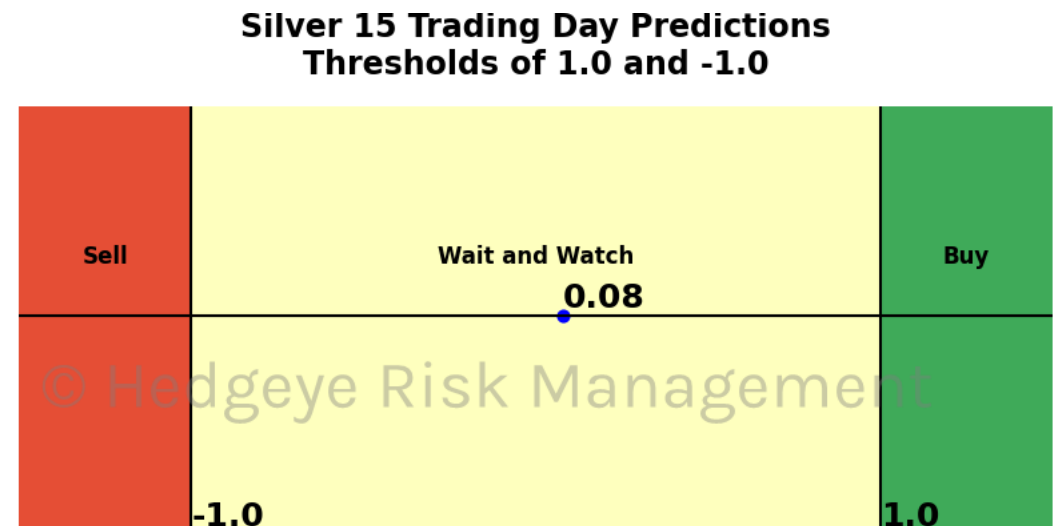 Silver 15 Trading Day Predictions
Thresholds of 1.0 and -1.0
Sell
Wait and Watch
Buy
0.08
© Hedgeye Risk Management
-1.0
1.0